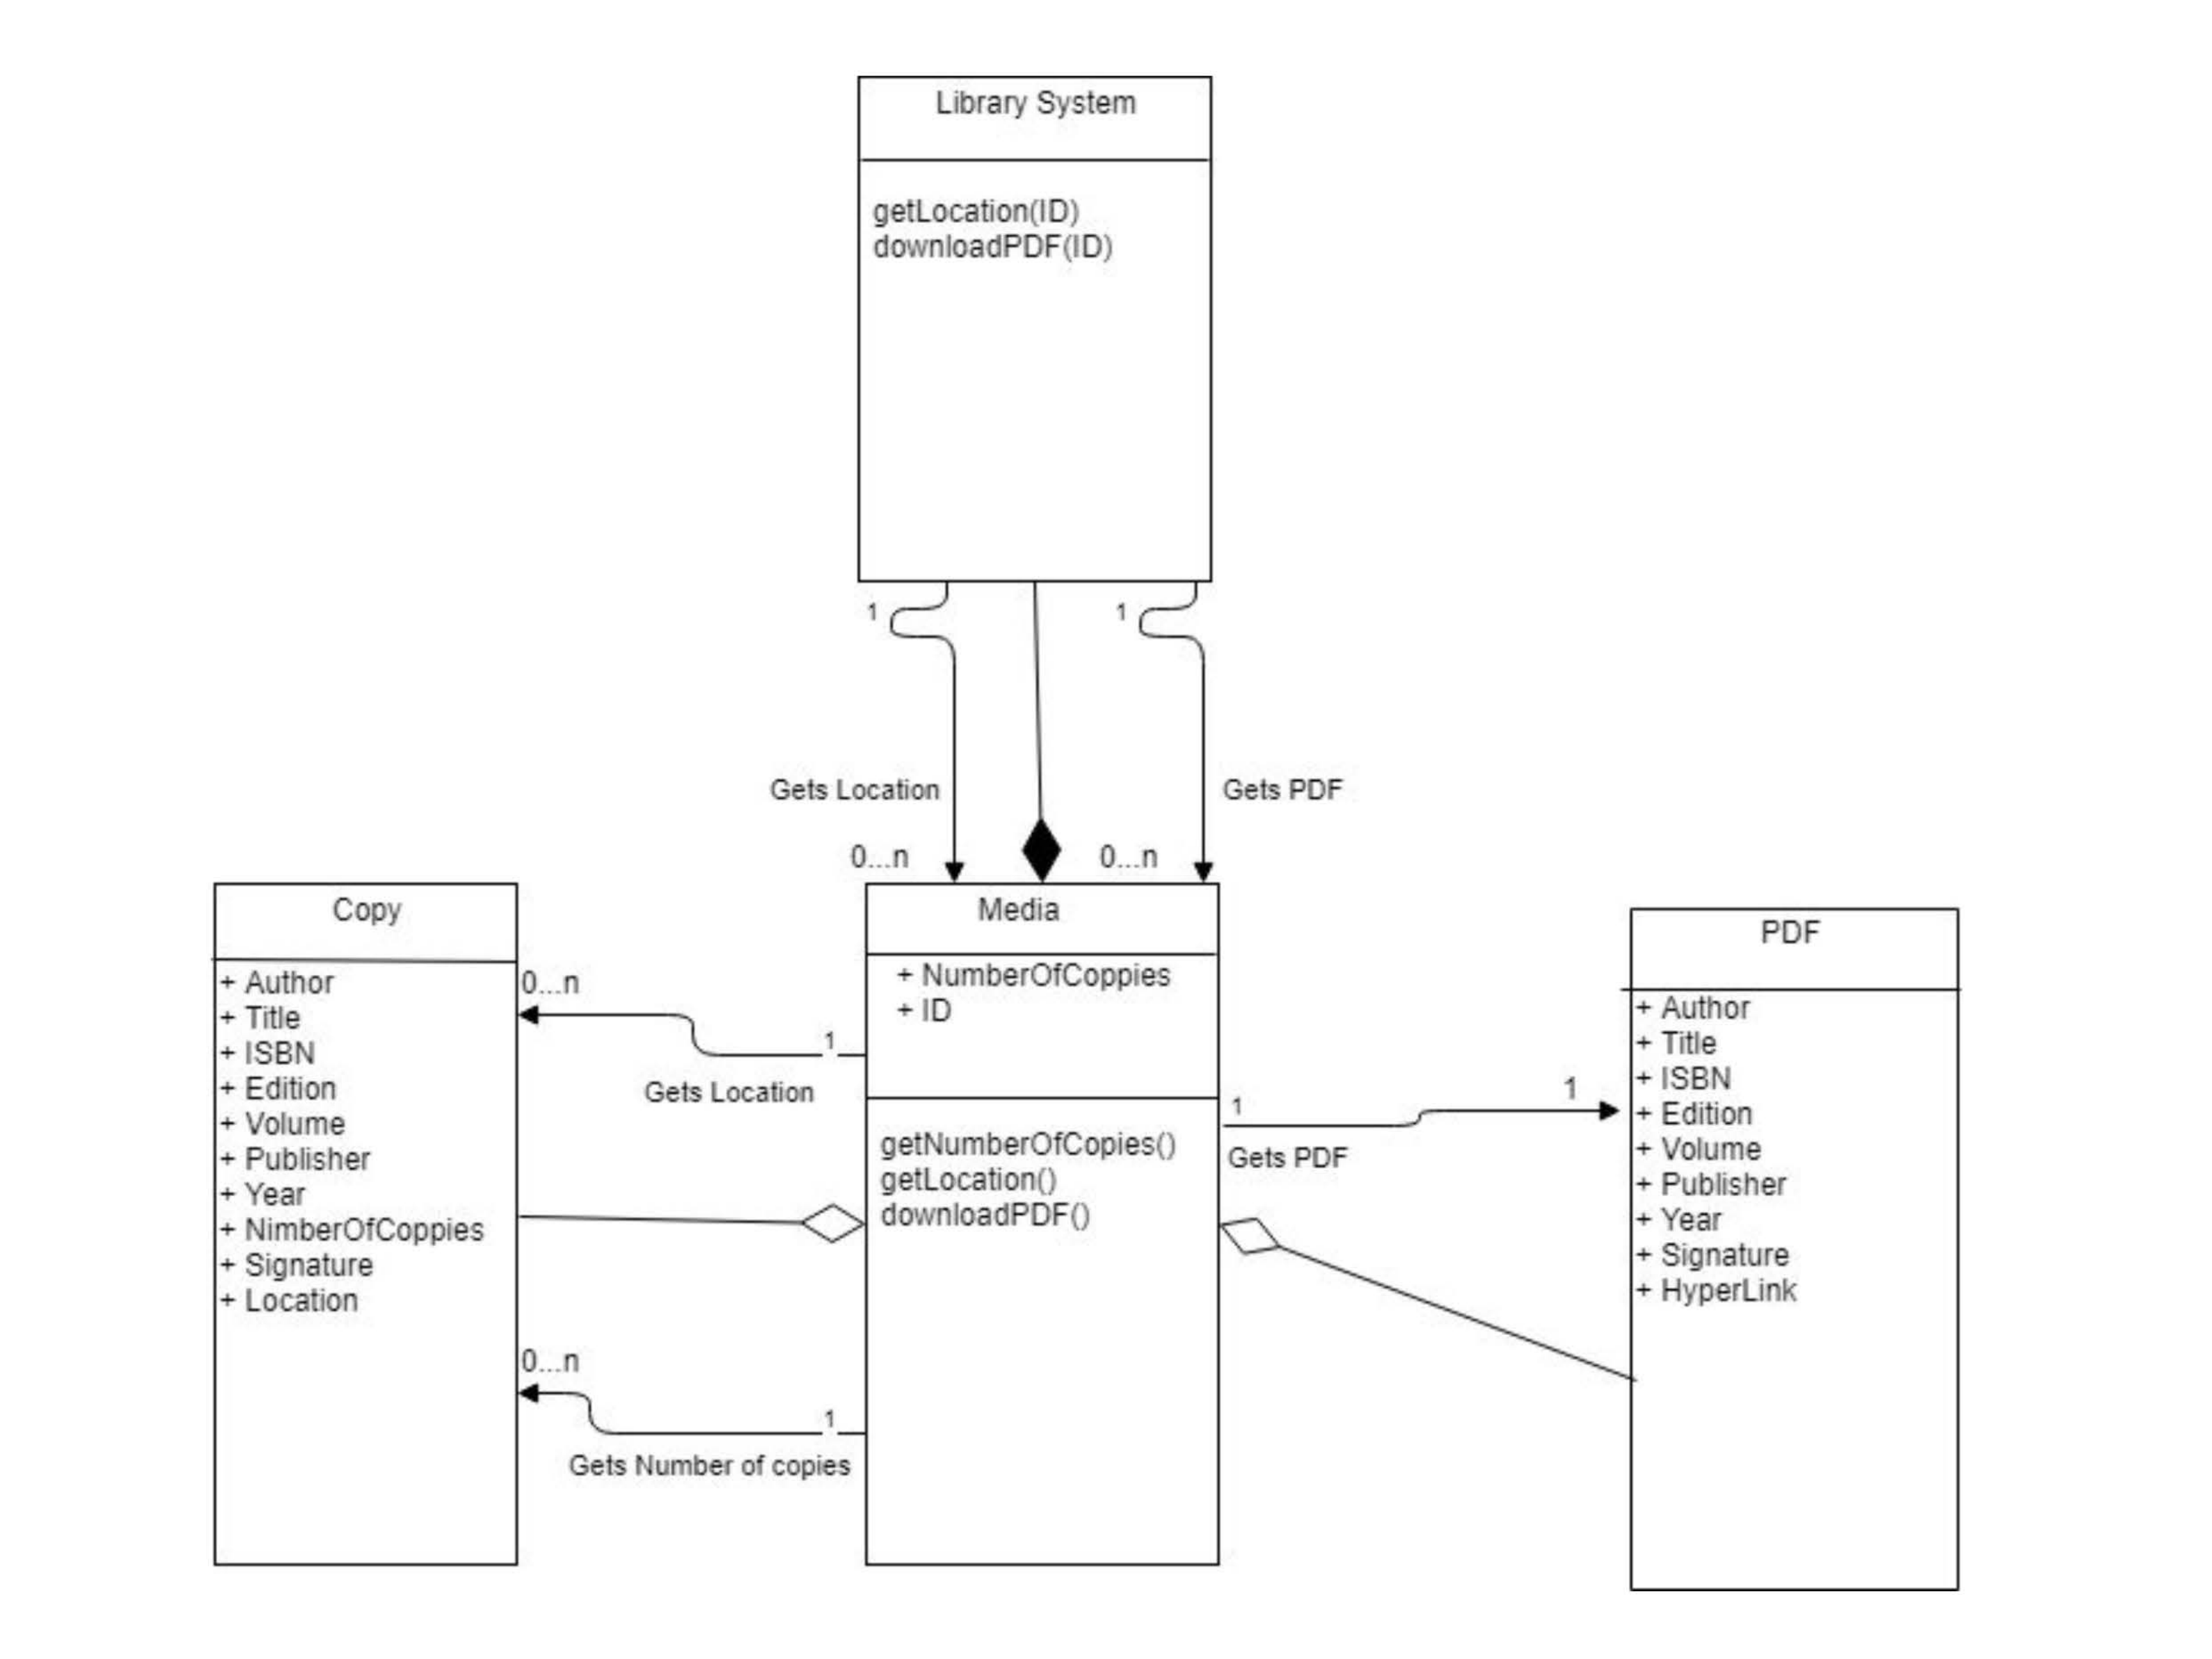 Library System
getLocation(ID)
downloadPDF(ID)
1
1
Gets Location
Gets PDF
0...n
0...n
Copy
+ Author
+ Title
+ ISBN
+ Edition
+ Volume
+ Publisher
+ Year
+ NimberOfCoppies
+ Signature
+ Location
0...n
1
Gets Location
0...n
1
Gets Number of copies
Media
+ NumberOfCoppies
+ ID
getNumberOfCopies()
getLocation()
downloadPDF()
1
1
Gets PDF
PDF
+ Author
+ Title
+ ISBN
+ Edition
+ Volume
+ Publisher
+ Year
+ Signature
+ HyperLink